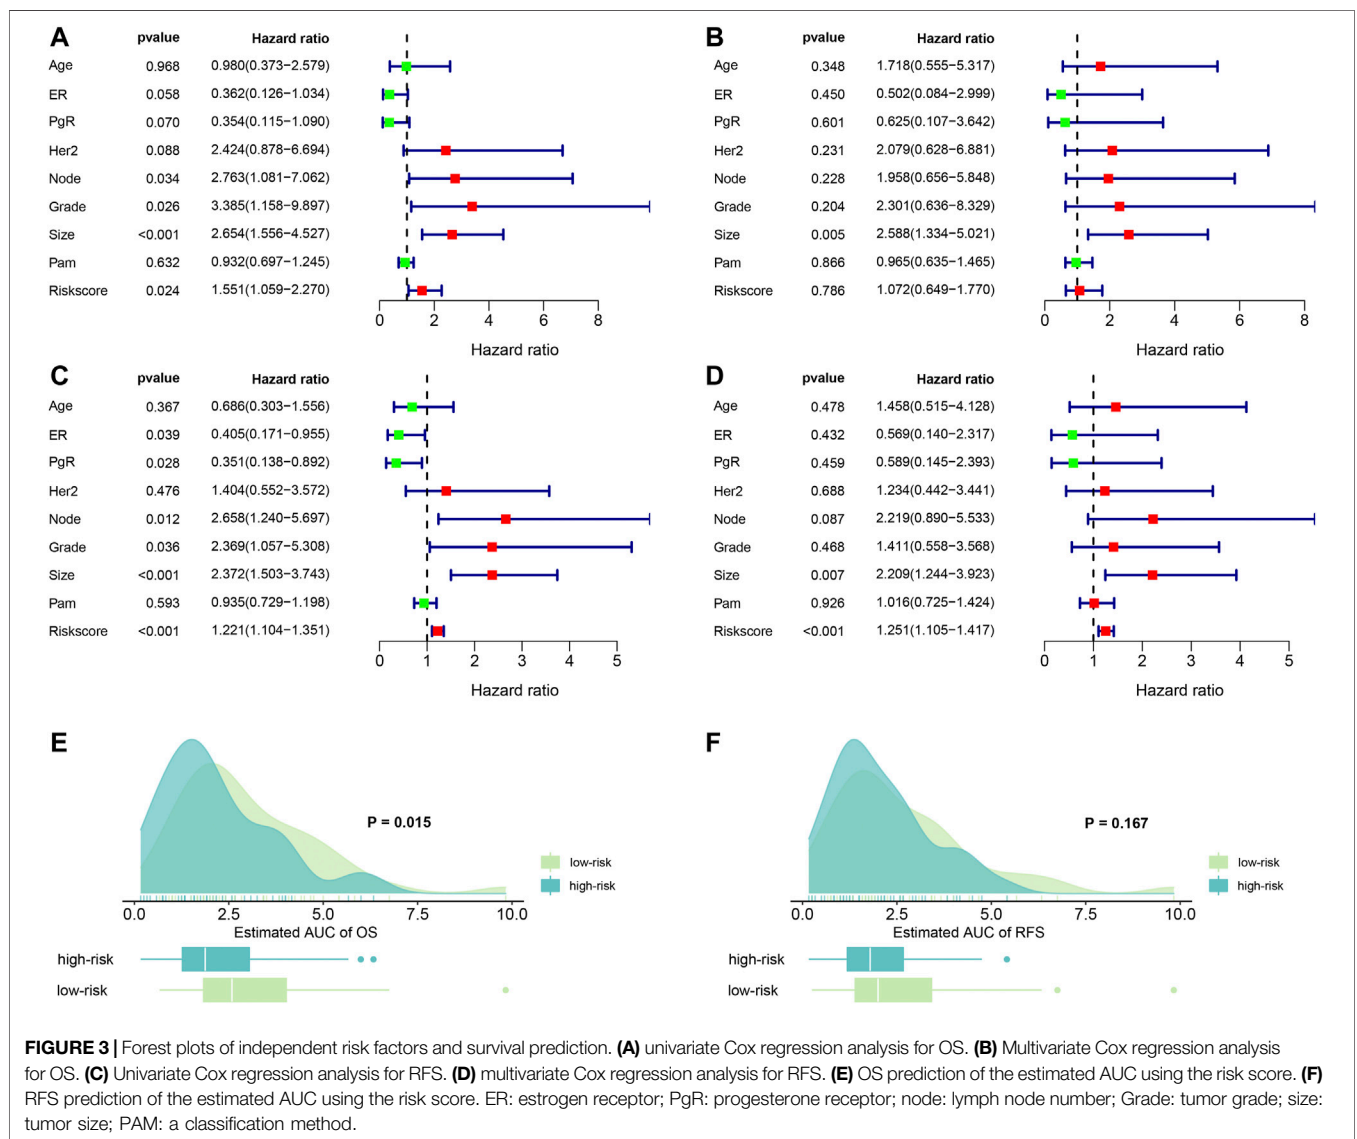 A
pvalue Hazard ratio
Age 0.968 0.980(0.373−2.579)
ER 0.058 0.362(0.126−1.034)
PgR 0.070 0.354(0.115−1.090)
Her2 0.088 2.424(0.878−6.694)
Node 0.034 2.763(1.081−7.062)
Grade 0.026 3.385(1.158−9.897)
Size <0.001 2.654(1.556−4.527)
Pam 0.632 0.932(0.697−1.245)
Riskscore 0.024 1.551(1.059−2.270)
0 2 4 6 8
Hazard ratio
B
pvalue Hazard ratio
Age 0.348 1.718(0.555−5.317)
ER 0.450 0.502(0.084−2.999)
PgR 0.601 0.625(0.107−3.642)
Her2 0.231 2.079(0.628−6.881)
Node 0.228 1.958(0.656−5.848)
Grade 0.204 2.301(0.636−8.329)
Size 0.005 2.588(1.334−5.021)
Pam 0.866 0.965(0.635−1.465)
Riskscore 0.786 1.072(0.649−1.770)
0 2 4 6 8
Hazard ratio
C
pvalue Hazard ratio
Age 0.367 0.686(0.303−1.556)
ER 0.039 0.405(0.171−0.955)
PgR 0.028 0.351(0.138−0.892)
Her2 0.476 1.404(0.552−3.572)
Node 0.012 2.658(1.240−5.697)
Grade 0.036 2.369(1.057−5.308)
Size <0.001 2.372(1.503−3.743)
Pam 0.593 0.935(0.729−1.198)
Riskscore <0.001 1.221(1.104−1.351)
0 1 2 3 4 5
Hazard ratio
D
pvalue Hazard ratio
Age 0.478 1.458(0.515−4.128)
ER 0.432 0.569(0.140−2.317)
PgR 0.459 0.589(0.145−2.393)
Her2 0.688 1.234(0.442−3.441)
Node 0.087 2.219(0.890−5.533)
Grade 0.468 1.411(0.558−3.568)
Size 0.007 2.209(1.244−3.923)
Pam 0.926 1.016(0.725−1.424)
Riskscore <0.001 1.251(1.105−1.417)
0 1 2 3 4 5
Hazard ratio
E
P = 0.015
low-risk
high-risk
0.0 2.5 5.0 7.5 10.0
Estimated AUC of OS
high-risk
low-risk
F
P = 0.167
low-risk
high-risk
0.0 2.5 5.0 7.5 10.0
Estimated AUC of RFS
high-risk
low-risk
FIGURE 3 | Forest plots of independent risk factors and survival prediction. (A) univariate Cox regression analysis for OS. (B) Multivariate Cox regression analysis
for OS. (C) Univariate Cox regression analysis for RFS. (D) multivariate Cox regression analysis for RFS. (E) OS prediction of the estimated AUC using the risk score. (F)
RFS prediction of the estimated AUC using the risk score. ER: estrogen receptor; PgR: progesterone receptor; node: lymph node number; Grade: tumor grade; size:
tumor size; PAM: a classification method.